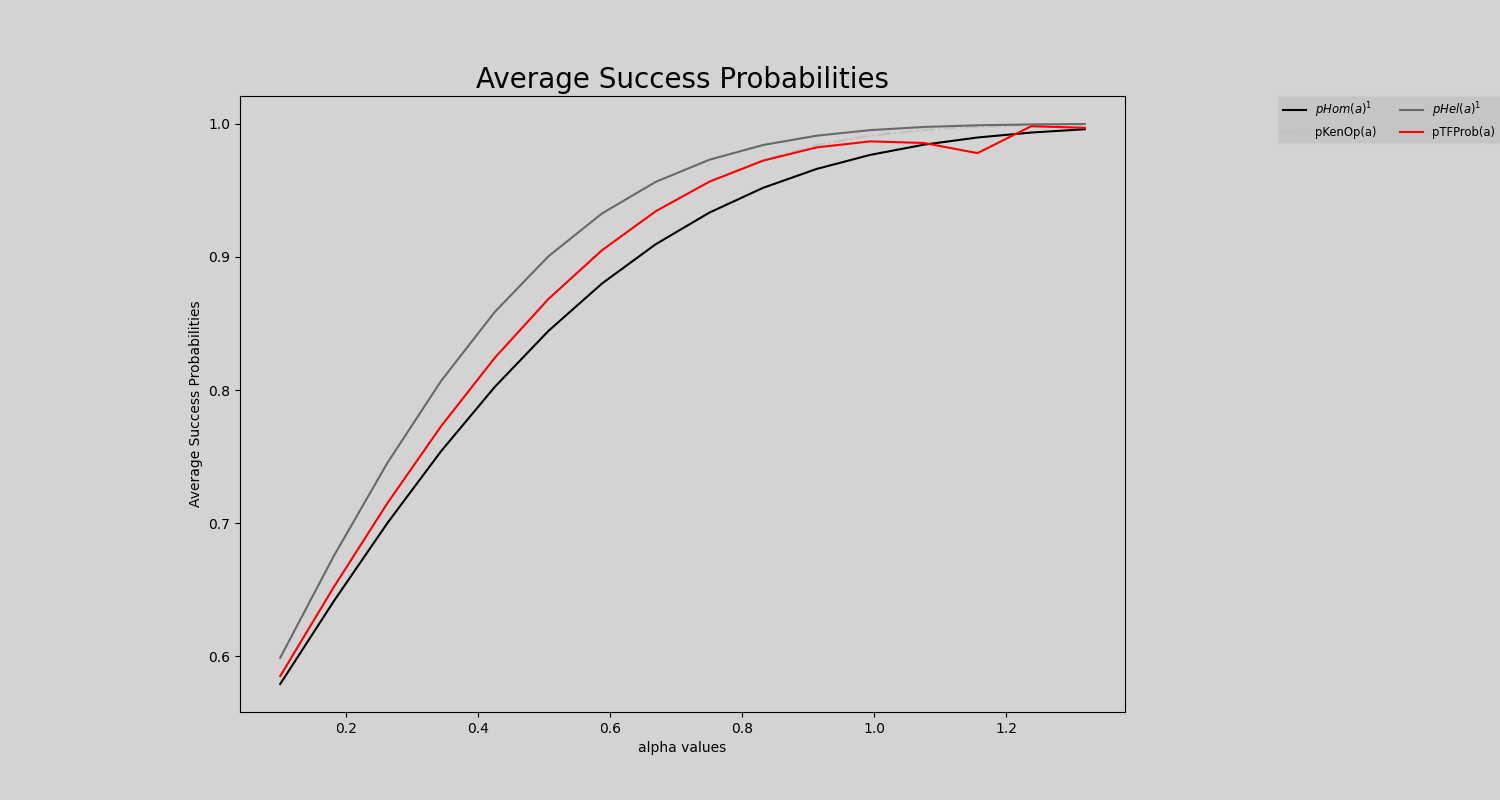 Average Success Probabilities
pHom(a)¹ pHel(a)¹
pKenOp(a) pTFProb(a)
1.0
0.9
0.8
0.7
0.6
Average Success Probabilities
0.2 0.4 0.6 0.8 1.0 1.2
alpha values